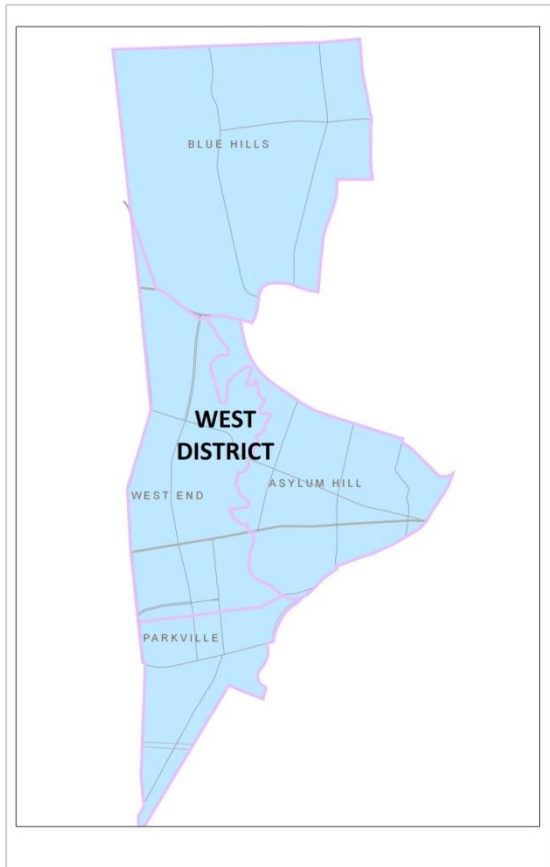 BLUE HILLS
WEST
DISTRICT
ASYLUM HILL
WEST END
PARKVILLE